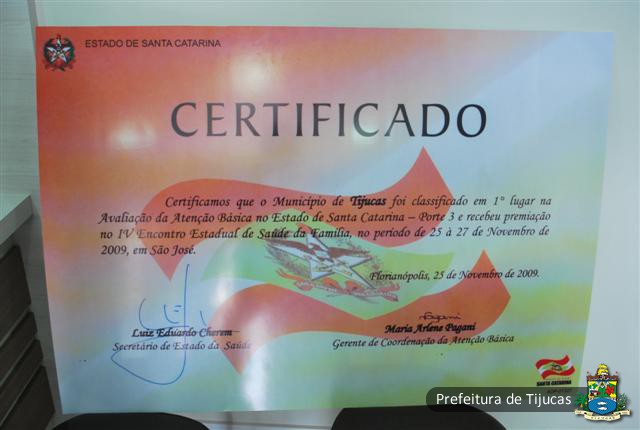 ESTADO DE SANTA CATARINA
CERTIFICADO
Certificamos que o Município de Tijucas foi classificado em 1° lugar na
Avaliação da Atenção Básica no Estado de Santa Catarina – Porte 3 e recebeu premiação
no IV Encontro Estadual de Saúde da Família, no período de 25 à 27 de Novembro de
2009, em São José.
Florianópolis, 25 de Novembro de 2009.
Luiz Eduardo Cherem
Secretário de Estado da Saúde
Maria Arlene Pagani
Gerente de Coordenação da Atenção Básica
SANTA CATARINA
Prefeitura de Tijucas